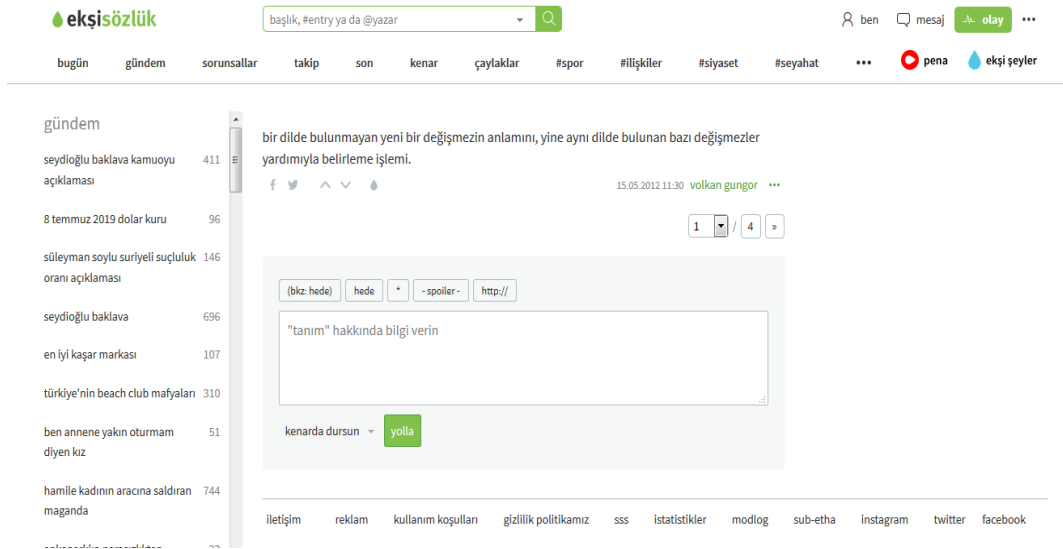 ekşisözlük
başlık, #entry ya da @yazar
ben
mesaj
olay
bugün
gündem
sorunsallar
takip
son
kenar
çaylaklar
#spor
#ilişkiler
#siyaset
#seyahat
pena
ekşi şeyler
gündem
seydioğlu baklava kamuoyu 411
açıklaması
8 temmuz 2019 dolar kuru 96
süleyman soylu suriyeli suçluluk 146
oranı açıklaması
seydioğlu baklava 696
en iyi kaşar markası 107
türkiye'nin beach club mafyaları 310
ben annene yakın oturmam 51
diyen kız
hamile kadının aracına saldıran 744
maganda
bir dilde bulunmayan yeni bir değişmezin anlamını, yine aynı dilde bulunan bazı değişmezler
yardımıyla belirleme işlemi.
15.05.2012 11:30 volkan gungor
1 / 4 »
(bkz: hede)
hede
*
- spoiler -
http://
"tanım" hakkında bilgi verin
kenarda dursun
yolla
iletişim
reklam
kullanım koşulları
gizlilik politikamız
sss
istatistikler
modlog
sub-etha
instagram
twitter
facebook